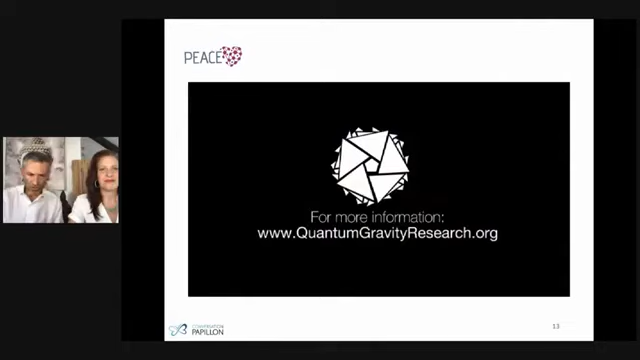 PEACE
For more information:
www.QuantumGravityResearch.org
PAPILLON
13